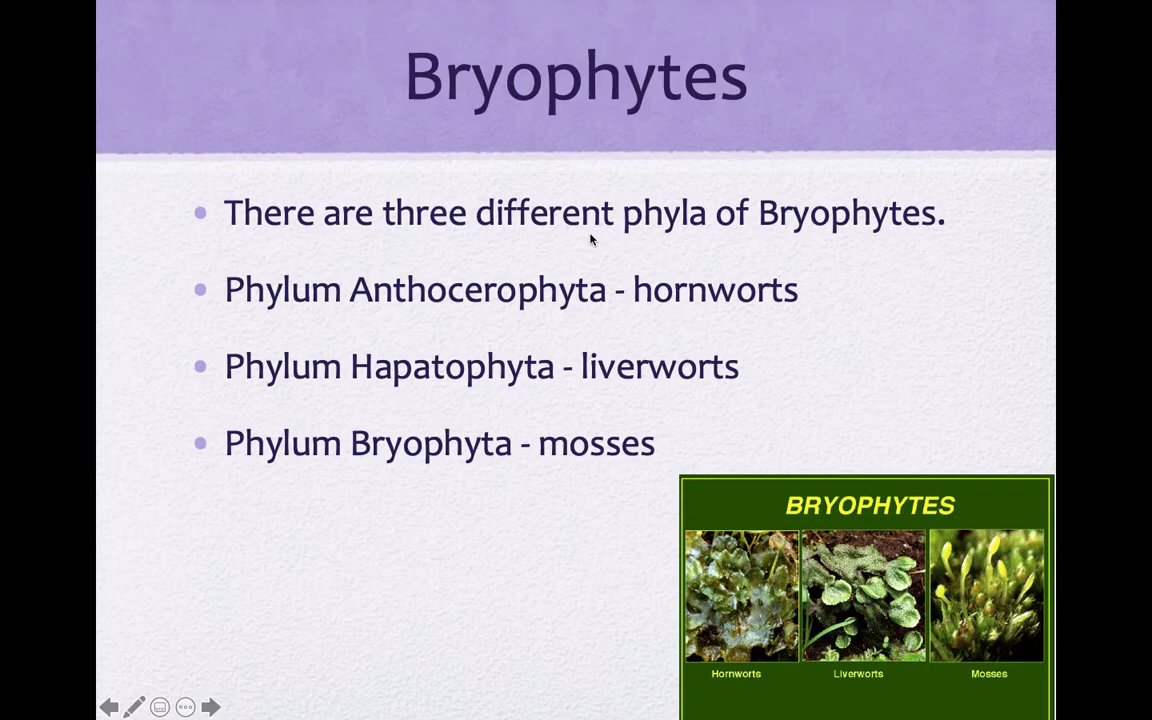 Bryophytes
• There are three different phyla of Bryophytes.
• Phylum Anthocerophyta - hornworts
• Phylum Hapatophyta - liverworts
• Phylum Bryophyta - mosses
BRYOPHYTES
Hornworts Liverworts Mosses